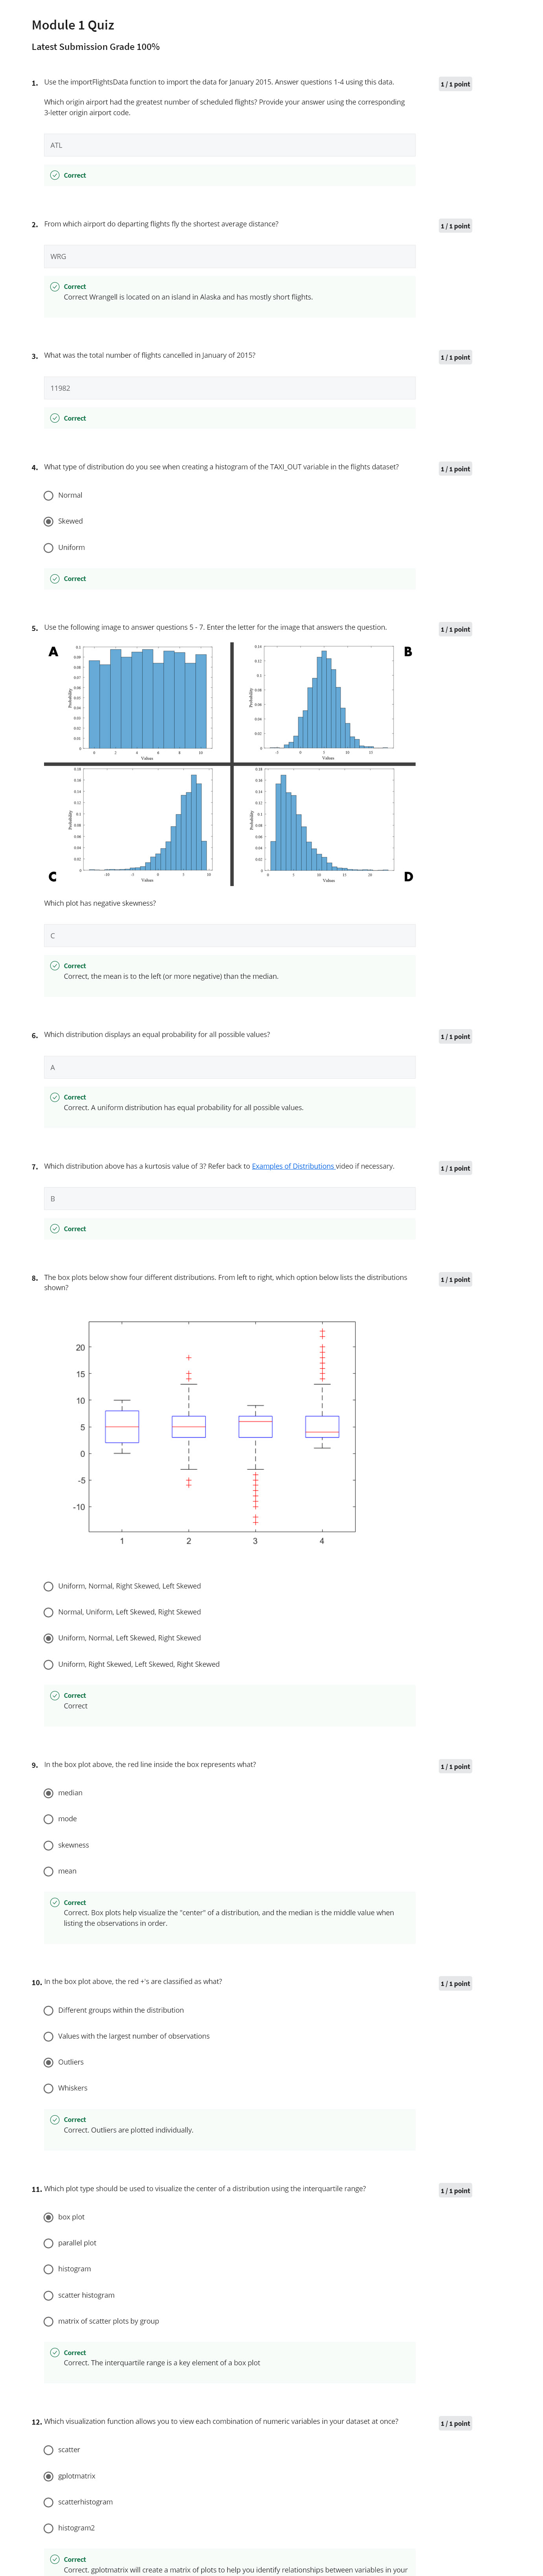 Module 1 Quiz
Latest Submission Grade 100%
1. Use the importFlightsData function to import the data for January 2015. Answer questions 1-4 using this data.
1 / 1 point
Which origin airport had the greatest number of scheduled flights? Provide your answer using the corresponding
3-letter origin airport code.
ATL
Correct
2. From which airport do departing flights fly the shortest average distance?
1 / 1 point
WRG
Correct
Correct Wrangell is located on an island in Alaska and has mostly short flights.
3. What was the total number of flights cancelled in January of 2015?
1 / 1 point
11982
Correct
4. What type of distribution do you see when creating a histogram of the TAXI_OUT variable in the flights dataset?
1 / 1 point
Normal
Skewed
Uniform
Correct
5. Use the following image to answer questions 5 - 7. Enter the letter for the image that answers the question.
1 / 1 point
A
B
Probability
Values
Probability
Values
C
D
Probability
Values
Probability
Values
Which plot has negative skewness?
C
Correct
Correct, the mean is to the left (or more negative) than the median.
6. Which distribution displays an equal probability for all possible values?
1 / 1 point
A
Correct
Correct. A uniform distribution has equal probability for all possible values.
7. Which distribution above has a kurtosis value of 3? Refer back to Examples of Distributions video if necessary.
1 / 1 point
B
Correct
8. The box plots below show four different distributions. From left to right, which option below lists the distributions
shown?
1 / 1 point
20
15
10
5
0
-5
-10
1 2 3 4
Uniform, Normal, Right Skewed, Left Skewed
Normal, Uniform, Left Skewed, Right Skewed
Uniform, Normal, Left Skewed, Right Skewed
Uniform, Right Skewed, Left Skewed, Right Skewed
Correct
Correct
9. In the box plot above, the red line inside the box represents what?
1 / 1 point
median
mode
skewness
mean
Correct
Correct. Box plots help visualize the "center" of a distribution, and the median is the middle value when
listing the observations in order.
10. In the box plot above, the red +'s are classified as what?
1 / 1 point
Different groups within the distribution
Values with the largest number of observations
Outliers
Whiskers
Correct
Correct. Outliers are plotted individually.
11. Which plot type should be used to visualize the center of a distribution using the interquartile range?
1 / 1 point
box plot
parallel plot
histogram
scatter histogram
matrix of scatter plots by group
Correct
Correct. The interquartile range is a key element of a box plot
12. Which visualization function allows you to view each combination of numeric variables in your dataset at once?
1 / 1 point
scatter
gplotmatrix
scatterhistogram
histogram2
Correct
Correct. gplotmatrix will create a matrix of plots to help you identify relationships between variables in your